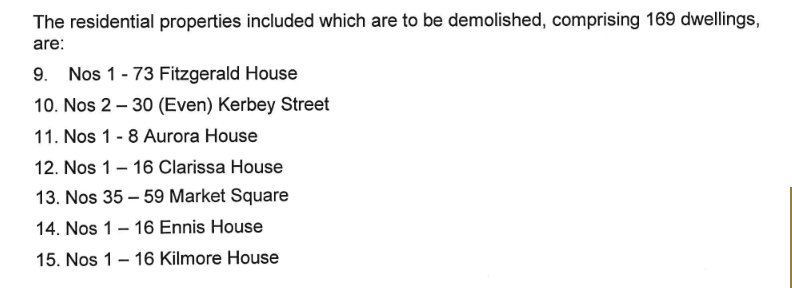 The residential properties included which are to be demolished, comprising 169 dwellings,
are:
9. Nos 1 - 73 Fitzgerald House
10. Nos 2 – 30 (Even) Kerbey Street
11. Nos 1 - 8 Aurora House
12. Nos 1 – 16 Clarissa House
13. Nos 35 – 59 Market Square
14. Nos 1 – 16 Ennis House
15. Nos 1 – 16 Kilmore House